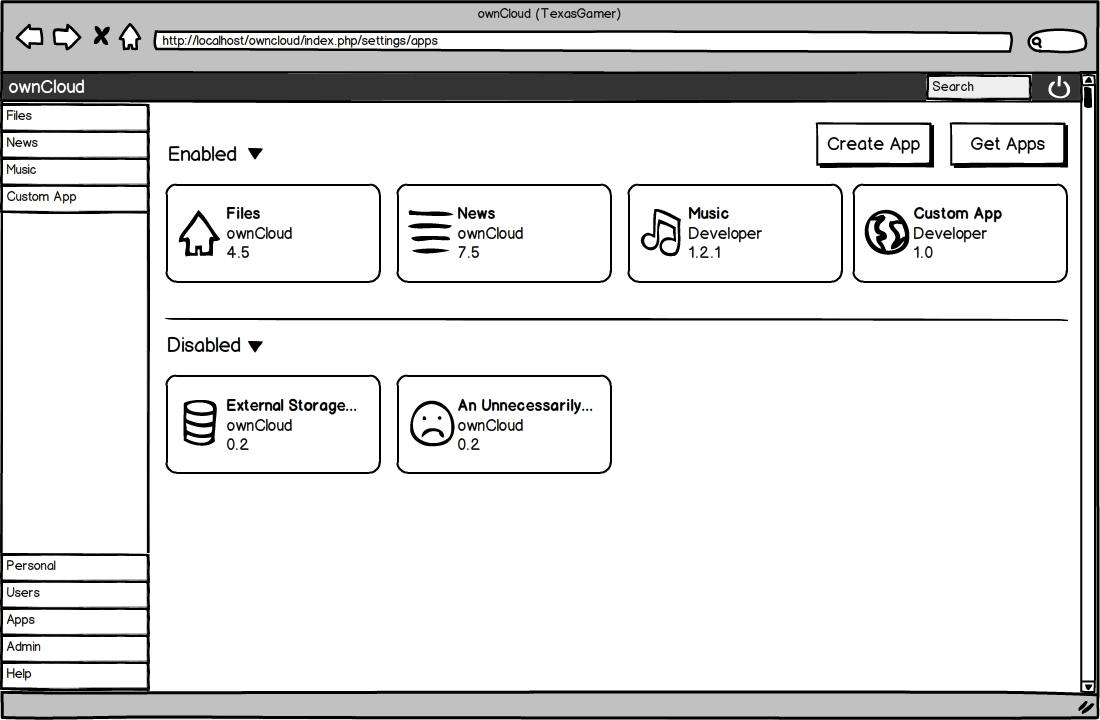 ownCloud (TexasGamer)
http://localhost/owncloud/index.php/settings/apps
ownCloud
Search
Files
News
Music
Custom App
Enabled
Create App
Get Apps
Files
ownCloud
4.5
News
ownCloud
7.5
Music
Developer
1.2.1
Custom App
Developer
1.0
Disabled
External Storage...
ownCloud
0.2
An Unnecessarily...
ownCloud
0.2
Personal
Users
Apps
Admin
Help